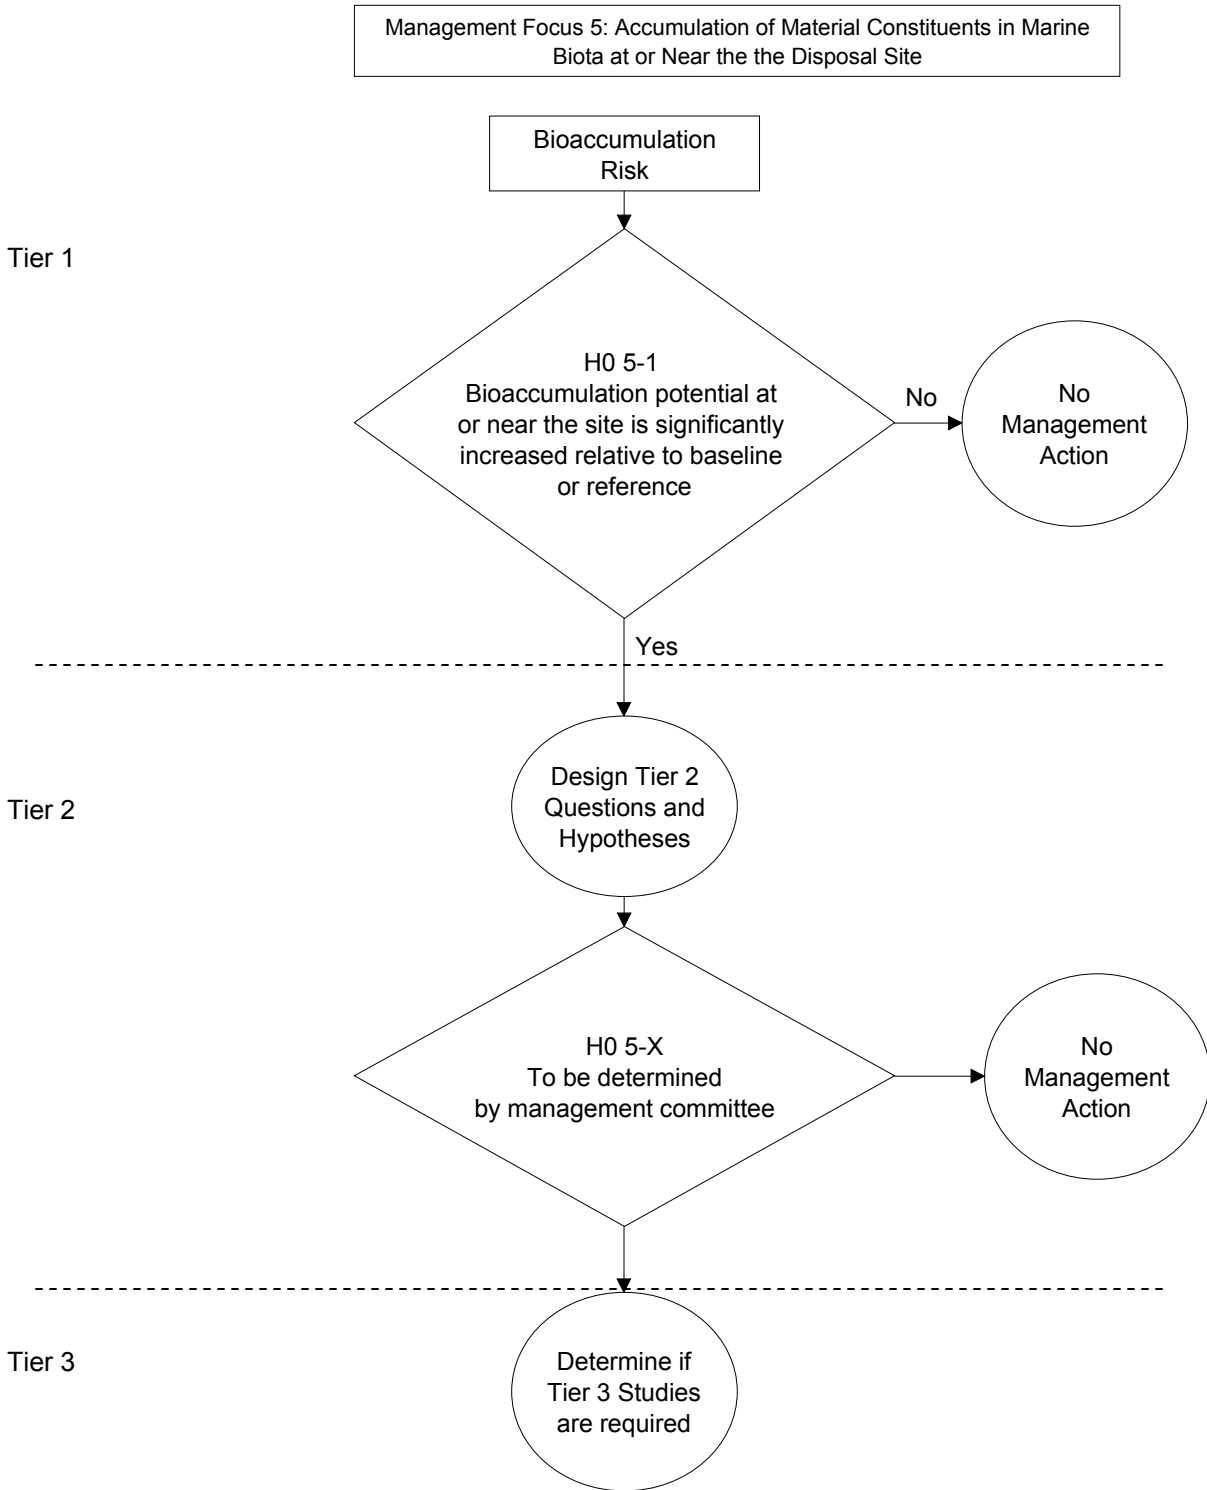 Management Focus 5: Accumulation of Material Constituents in Marine
Biota at or Near the the Disposal Site
Bioaccumulation
Risk
Tier 1
H0 5-1
Bioaccumulation potential at
or near the site is significantly
increased relative to baseline
or reference
No
No
Management
Action
Yes
Tier 2
Design Tier 2
Questions and
Hypotheses
H0 5-X
To be determined
by management committee
No
Management
Action
Tier 3
Determine if
Tier 3 Studies
are required